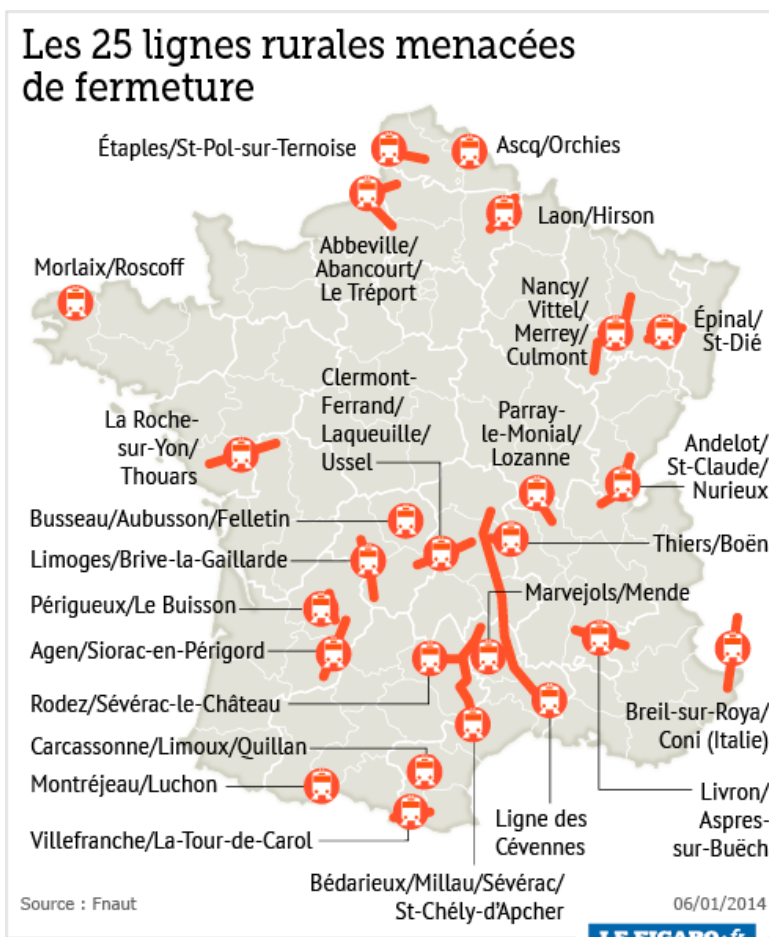 Les 25 lignes rurales menacées
de fermeture
Étaples/St-Pol-sur-Ternoise
Ascq/Orchies
Abbeville/
Abancourt/
Le Tréport
Laon/Hirson
Morlaix/Roscoff
Nancy/
Vittel/
Merrey/
Culmont
Épinal/
St-Dié
Clermont-
Ferrand/
Laqueuille/
Ussel
La Roche-
sur-Yon/
Thouars
Parray-
le-Monial/
Lozanne
Andelot/
St-Claude/
Nurieux
Busseau/Aubusson/Felletin
Limoges/Brive-la-Gaillarde
Thiers/Boën
Périgueux/Le Buisson
Marvejols/Mende
Agen/Siorac-en-Périgord
Rodez/Sévérac-le-Château
Breil-sur-Roya/
Coni (Italie)
Carcassonne/Limoux/Quillan
Montréjeau/Luchon
Livron/
Aspres-
sur-Buëch
Villefranche/La-Tour-de-Carol
Ligne des
Cévennes
Bédarieux/Millau/Sévérac/
St-Chély-d'Apcher
Source : Fnaut
06/01/2014
LE FIGARO·fr